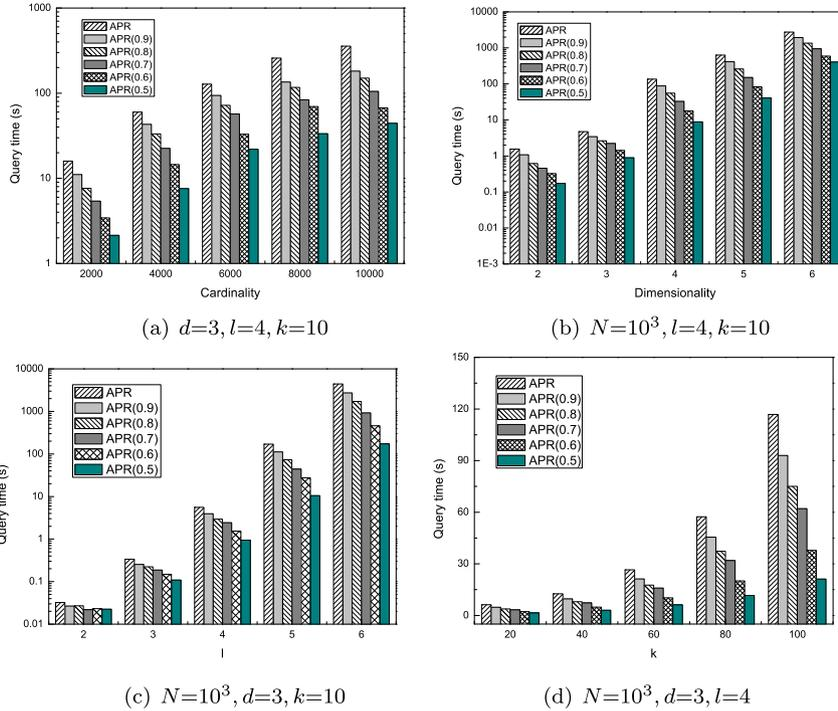 1000
100
10
1
Query time (s)
APR
APR(0.9)
APR(0.8)
APR(0.7)
APR(0.6)
APR(0.5)
2000 4000 6000 8000 10000
Cardinality
(a) d=3, l=4, k=10
10000
1000
100
10
1
0.1
0.01
1E-3
Query time (s)
APR
APR(0.9)
APR(0.8)
APR(0.7)
APR(0.6)
APR(0.5)
2 3 4 5 6
Dimensionality
(b) N=10³, l=4, k=10
10000
1000
100
10
1
0.1
0.01
Query time (s)
APR
APR(0.9)
APR(0.8)
APR(0.7)
APR(0.6)
APR(0.5)
2 3 4 5 6
l
(c) N=10³, d=3, k=10
150
120
90
60
30
0
Query time (s)
APR
APR(0.9)
APR(0.8)
APR(0.7)
APR(0.6)
APR(0.5)
20 40 60 80 100
k
(d) N=10³, d=3, l=4